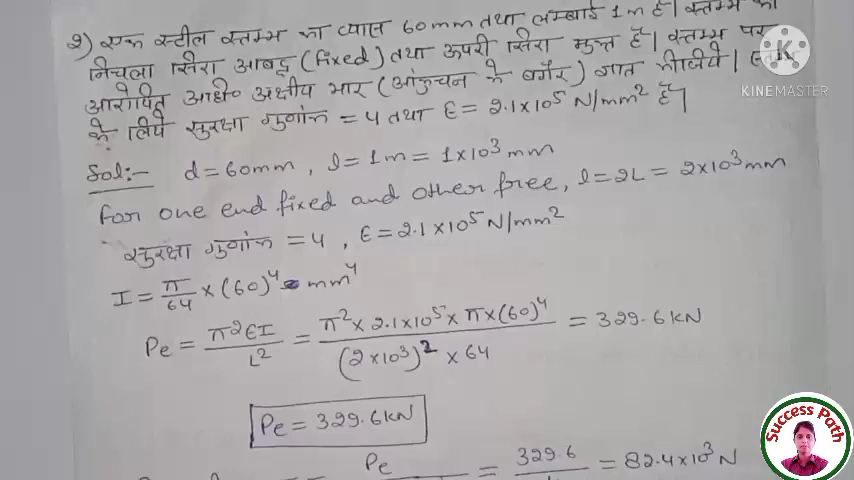 2) एक स्टील स्तम्भ का व्यास 60mm तथा लम्बाई 1m है। स्तम्भ का
निचला सिरा आबद्ध (fixed) तथा ऊपरी सिरा मुक्त है। स्तम्भ पर
आरोपित अधि० अक्षीय भार (आंकुचन के बगैर) ज्ञात कीजिये।
के लिये सुरक्षा गुणांक = 4 तथा E = 2.1×10⁵ N/mm² है।
KINEMASTER
Sol:- d = 60mm, l = 1m = 1×10³ mm
For one end fixed and other free, l = 2L = 2×10³ mm
सुरक्षा गुणांक = 4, E = 2.1×10⁵ N/mm²
I = π/64 × (60)⁴ mm⁴
Pe = π²EI/L² = π² × 2.1×10⁵ × π × (60)⁴ / (2×10³)² × 64 = 329.6 KN
Pe = 329.6 KN
Pe = 329.6 = 82.4×10³ N
Success Path